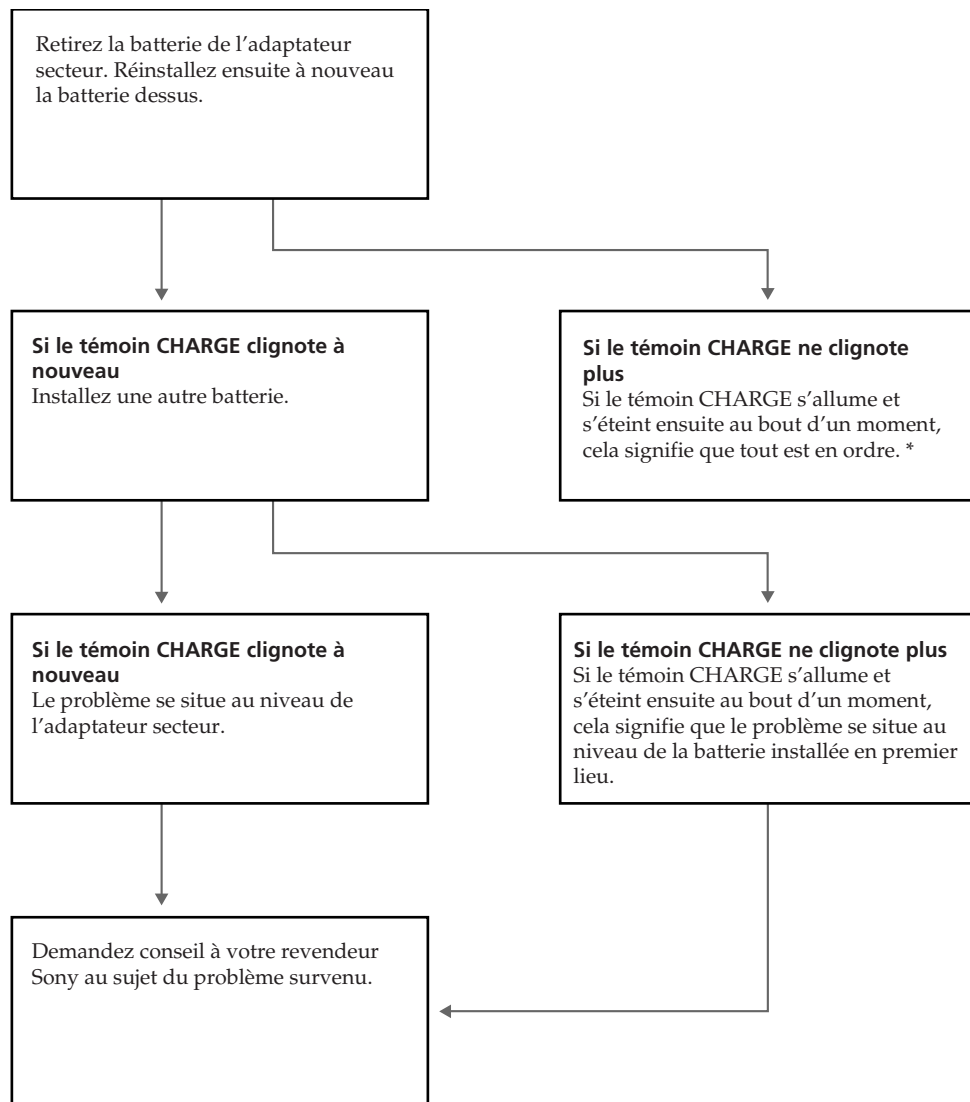 Retirez la batterie de l’adaptateur
secteur. Réinstallez ensuite à nouveau
la batterie dessus.
Si le témoin CHARGE clignote à
nouveau
Installez une autre batterie.
Si le témoin CHARGE ne clignote
plus
Si le témoin CHARGE s’allume et
s’éteint ensuite au bout d’un moment,
cela signifie que tout est en ordre. *
Si le témoin CHARGE clignote à
nouveau
Le problème se situe au niveau de
l’adaptateur secteur.
Si le témoin CHARGE ne clignote plus
Si le témoin CHARGE s’allume et
s’éteint ensuite au bout d’un moment,
cela signifie que le problème se situe au
niveau de la batterie installée en premier
lieu.
Demandez conseil à votre revendeur
Sony au sujet du problème survenu.